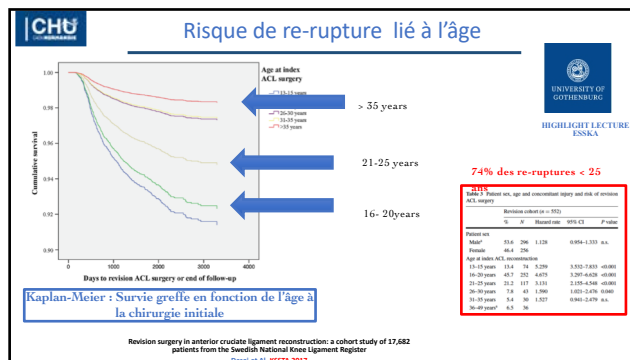 CHU
CAEN NORMANDIE
Risque de re-rupture lié à l'âge
Age at index
ACL surgery
13-15 years
26-30 years
31-35 years
>35 years
1.00
0.98
0.96
0.94
0.92
0.90
Cumulative survival
0 1000 2000 3000 4000
Days to revision ACL surgery or end of follow-up
> 35 years
21-25 years
16- 20years
UNIVERSITY OF
GOTHENBURG
HIGHLIGHT LECTURE
ESSKA
74% des re-ruptures < 25
ans
Table 3 Patient sex, age and concomitant injury and risk of revision
ACL surgery
Revision cohort (n = 552)
% N Hazard rate 95% CI P value
Patient sex
Maleª 53.6 296 1.128 0.954–1.333 n.s.
Female 46.4 256
Age at index ACL reconstruction
13–15 years 13.4 74 5.259 3.532–7.833 <0.001
16–20 years 45.7 252 4.675 3.297–6.628 <0.001
21–25 years 21.2 117 3.131 2.155–4.548 <0.001
26–30 years 7.8 43 1.590 1.021–2.476 0.040
31–35 years 5.4 30 1.527 0.941–2.479 n.s.
36–49 yearsª 6.5 36
Kaplan-Meier : Survie greffe en fonction de l'âge à
la chirurgie initiale
Revision surgery in anterior cruciate ligament reconstruction: a cohort study of 17,682
patients from the Swedish National Knee Ligament Register